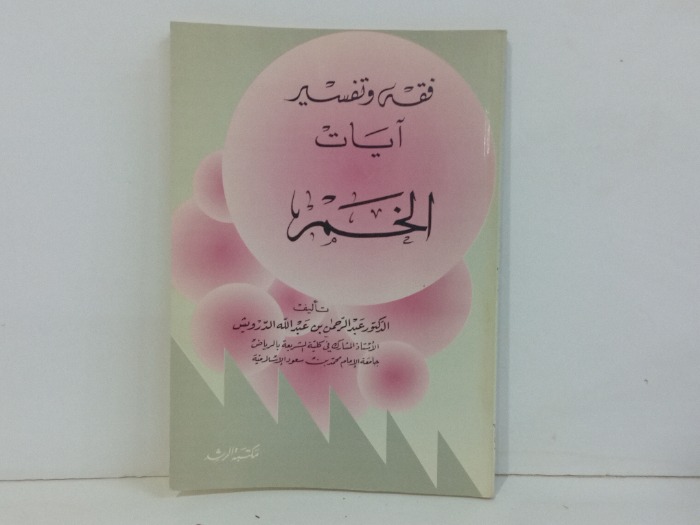 فقه وتفسير
آيات
الخمر
تأليف
الدكتور عبد الرحمن بن عبد الله الدرويش
الأستاذ المشارك في كلية الشريعة بالرياض
جامعة الإمام محمد بن سعود الإسلامية
مكتبة الرشد